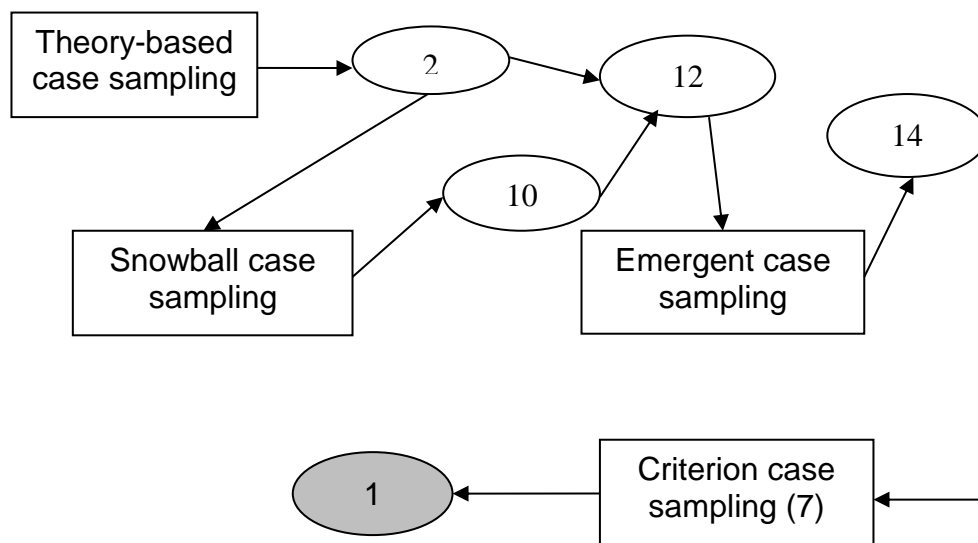 Theory-based
case sampling
2
12
14
10
Snowball case
sampling
Emergent case
sampling
1
Criterion case
sampling (7)